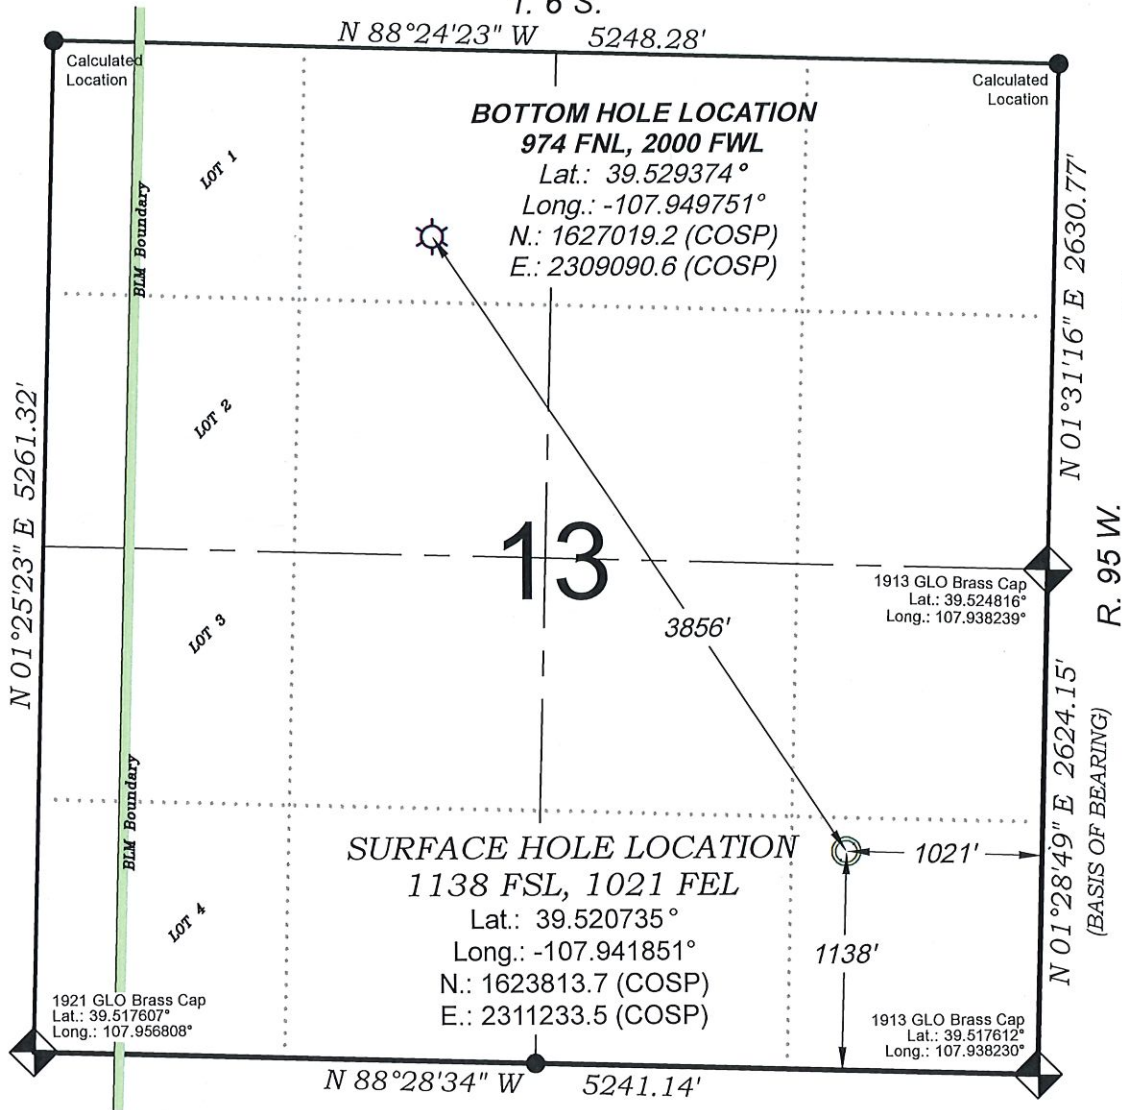 T. 6 S.
N 88°24'23" W 5248.28'
Calculated
Location
Calculated
Location
BOTTOM HOLE LOCATION
974 FNL, 2000 FWL
Lat.: 39.529374°
Long.: -107.949751°
N.: 1627019.2 (COSP)
E.: 2309090.6 (COSP)
LOT 1
BLM Boundary
N 01°31'16" E 2630.77'
LOT 2
N 01°25'23" E 5261.32'
13
R. 95 W.
1913 GLO Brass Cap
Lat.: 39.524816°
Long.: 107.938239°
LOT 3
3856'
N 01°28'49" E 2624.15'
(BASIS OF BEARING)
BLM Boundary
SURFACE HOLE LOCATION
1138 FSL, 1021 FEL
Lat.: 39.520735°
Long.: -107.941851°
N.: 1623813.7 (COSP)
E.: 2311233.5 (COSP)
1021'
1138'
LOT 4
1921 GLO Brass Cap
Lat.: 39.517607°
Long.: 107.956808°
1913 GLO Brass Cap
Lat.: 39.517612°
Long.: 107.938230°
N 88°28'34" W 5241.14'